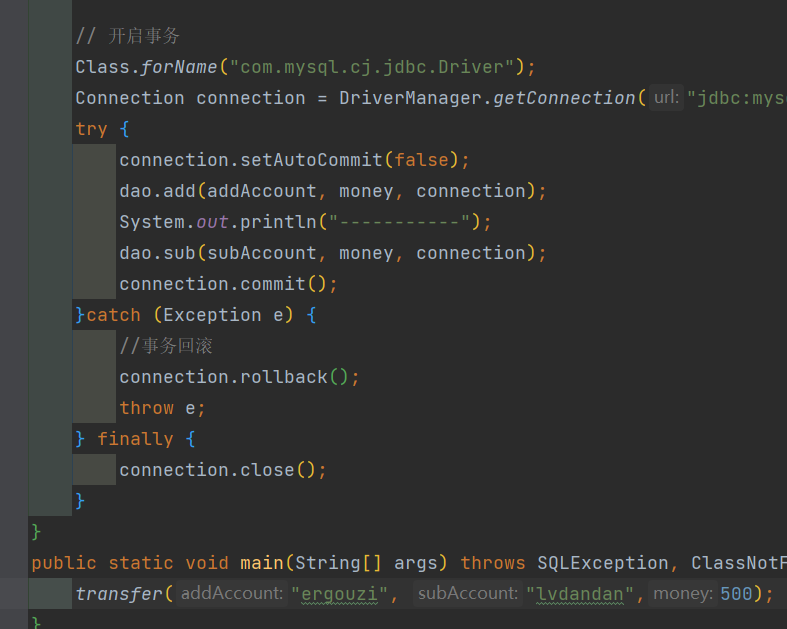 // 开启事务
Class.forName("com.mysql.cj.jdbc.Driver");
Connection connection = DriverManager.getConnection( url: "jdbc:mys
try {
connection.setAutoCommit(false);
dao.add(addAccount, money, connection);
System.out.println("-----------");
dao.sub(subAccount, money, connection);
connection.commit();
}catch (Exception e) {
//事务回滚
connection.rollback();
throw e;
} finally {
connection.close();
}
}
public static void main(String[] args) throws SQLException, ClassNotF
transfer( addAccount: "ergouzi", subAccount: "lvdandan", money: 500);
}